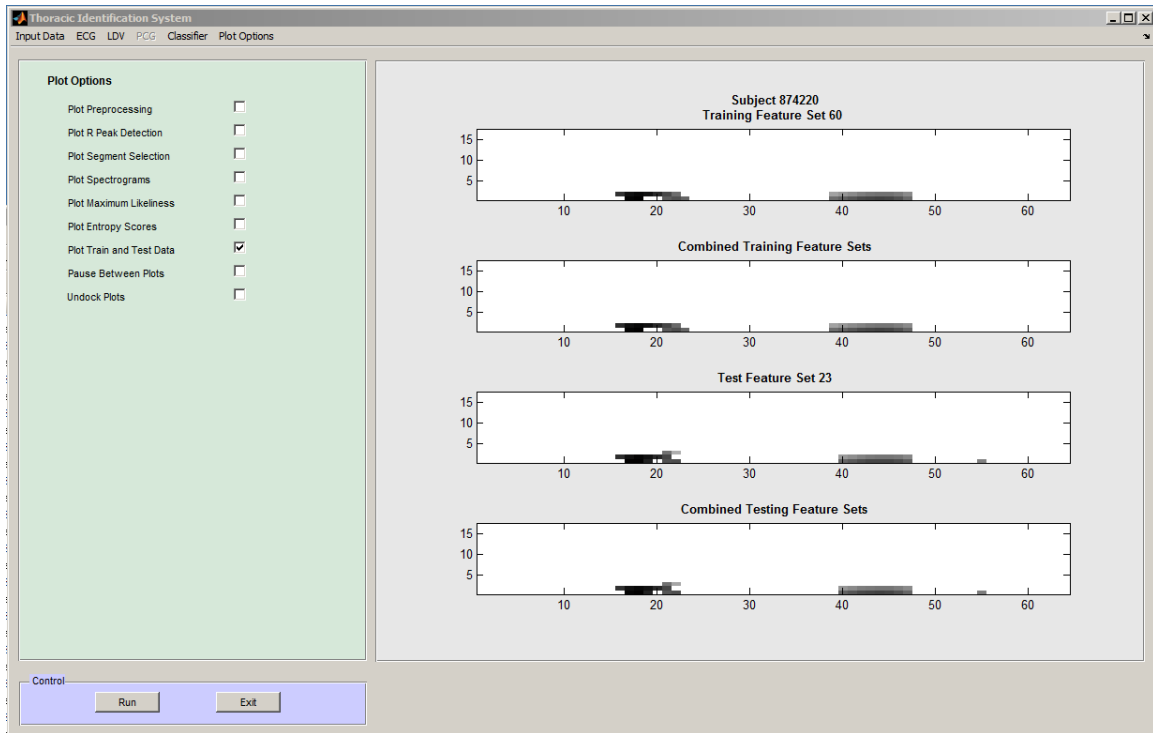 Thoracic Identification System
Input Data ECG LDV PCG Classifier Plot Options
Plot Options
Plot Preprocessing
Plot R Peak Detection
Plot Segment Selection
Plot Spectrograms
Plot Maximum Likeliness
Plot Entropy Scores
Plot Train and Test Data
Pause Between Plots
Undock Plots
Control
Run Exit
Subject 874220
Training Feature Set 60
15
10
5
10 20 30 40 50 60
Combined Training Feature Sets
15
10
5
10 20 30 40 50 60
Test Feature Set 23
15
10
5
10 20 30 40 50 60
Combined Testing Feature Sets
15
10
5
10 20 30 40 50 60